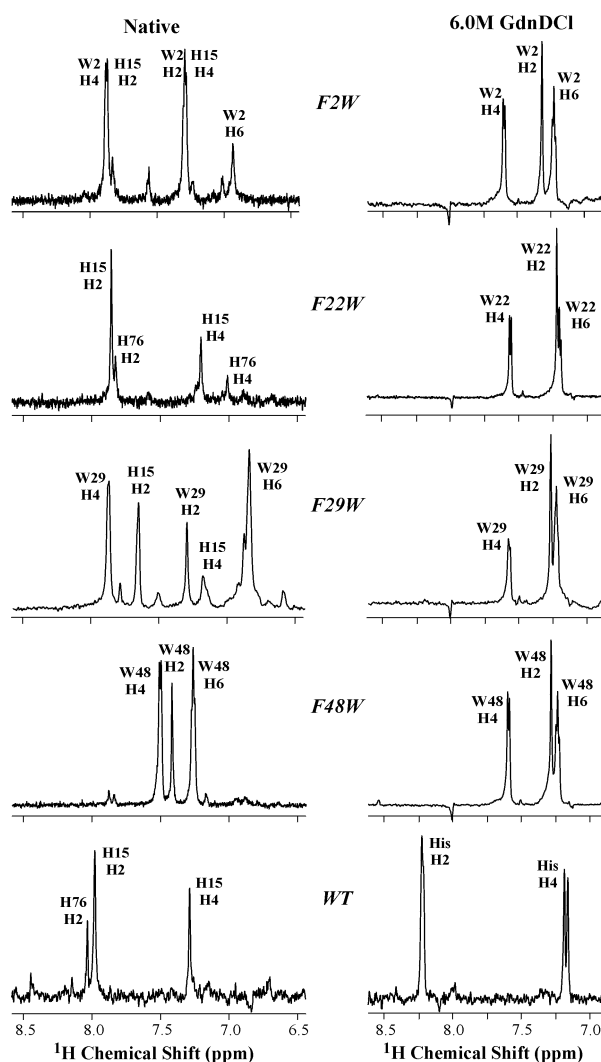 Native 6.0M GdnDCl
W2 H15 W2 H15
H4 H2 H2 H4
W2
H6
F2W
W2
H2
W2 W2
H4 H6
H15
H2
H76
H2
H15
H4
H76
H4
F22W
W22
H2
W22 W22
H4 H6
W29 H15
H4 H2
W29
H2
H15
H4
W29
H6
F29W
W29
H2
W29
H6
W29
H4
W48
H4
W48
H2
W48
H6
F48W
W48
H2
W48 W48
H4 H6
H15
H2
H76
H2
H15
H4
WT
His
H2
His
H4
8.5 8.0 7.5 7.0 6.5
8.5 8.0 7.5 7.0
¹H Chemical Shift (ppm) ¹H Chemical Shift (ppm)